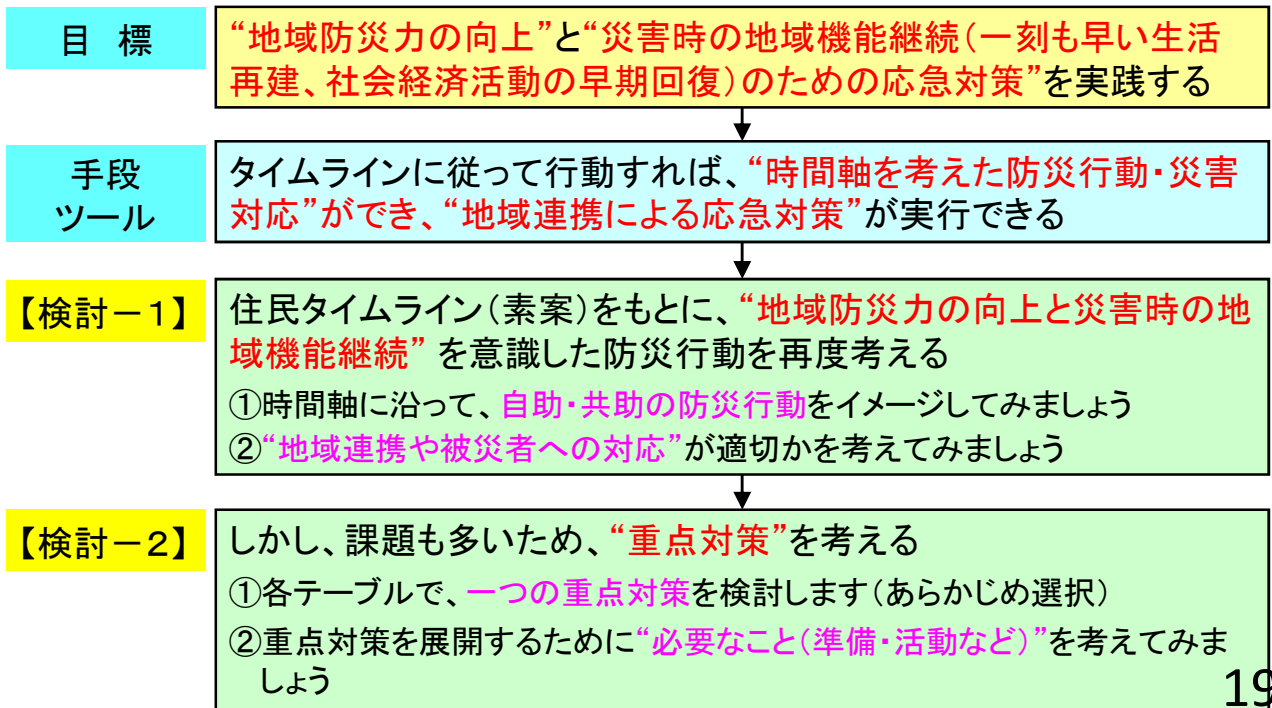 目 標
“地域防災力の向上”と“災害時の地域機能継続(一刻も早い生活
再建、社会経済活動の早期回復)のための応急対策”を実践する
手段
ツール
タイムラインに従って行動すれば、“時間軸を考えた防災行動・災害
対応”ができ、“地域連携による応急対策”が実行できる
【検討-1】
住民タイムライン(素案)をもとに、“地域防災力の向上と災害時の地
域機能継続” を意識した防災行動を再度考える
①時間軸に沿って、自助・共助の防災行動をイメージしてみましょう
②“地域連携や被災者への対応”が適切かを考えてみましょう
【検討-2】
しかし、課題も多いため、“重点対策”を考える
①各テーブルで、一つの重点対策を検討します(あらかじめ選択)
②重点対策を展開するために“必要なこと(準備・活動など)”を考えてみま
しょう
19